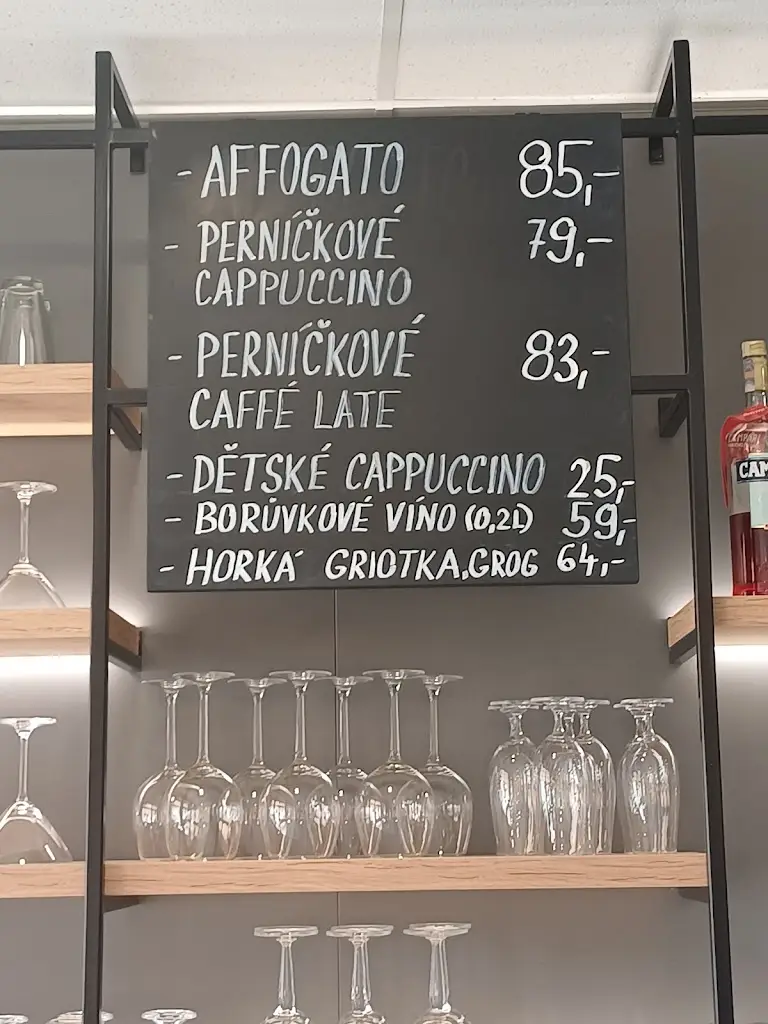 - AFFOGATO 85,-
- PERNÍČKOVÉ 79,-
CAPPUCCINO
- PERNÍČKOVÉ 83,-
CAFFÉ LATE
- DĚTSKÉ CAPPUCCINO 25,-
- BORŮVKOVÉ VÍNO (0,2L) 59,-
- HORKÁ GRIOTKA,GROG 64,-
CAM